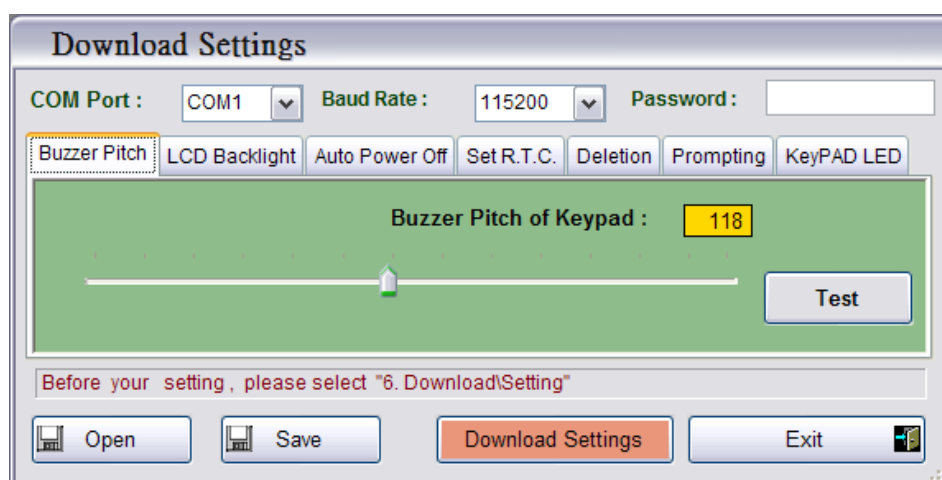 Download Settings
COM Port : COM1 Baud Rate : 115200 Password :
Buzzer Pitch LCD Backlight Auto Power Off Set R.T.C. Deletion Prompting KeyPAD LED
Buzzer Pitch of Keypad : 118
Test
Before your setting , please select "6. Download\Setting"
Open Save Download Settings Exit